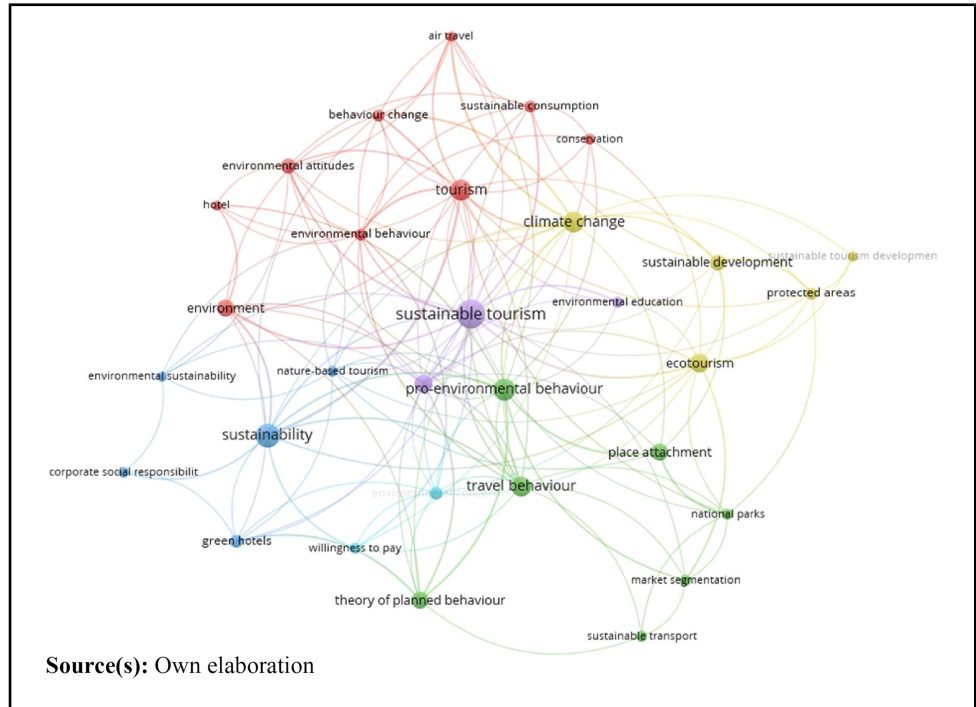 air travel
sustainable consumption
behaviour change
conservation
environmental attitudes
tourism
hotel
climate change
environmental behaviour
sustainable tourism developmen
sustainable development
protected areas
environmental education
environment
sustainable tourism
ecotourism
nature-based tourism
environmental sustainability
pro-environmental behaviour
sustainability
place attachment
corporate social responsibilit
travel behaviour
environmental concern
national parks
green hotels
willingness to pay
market segmentation
theory of planned behaviour
sustainable transport
Source(s): Own elaboration